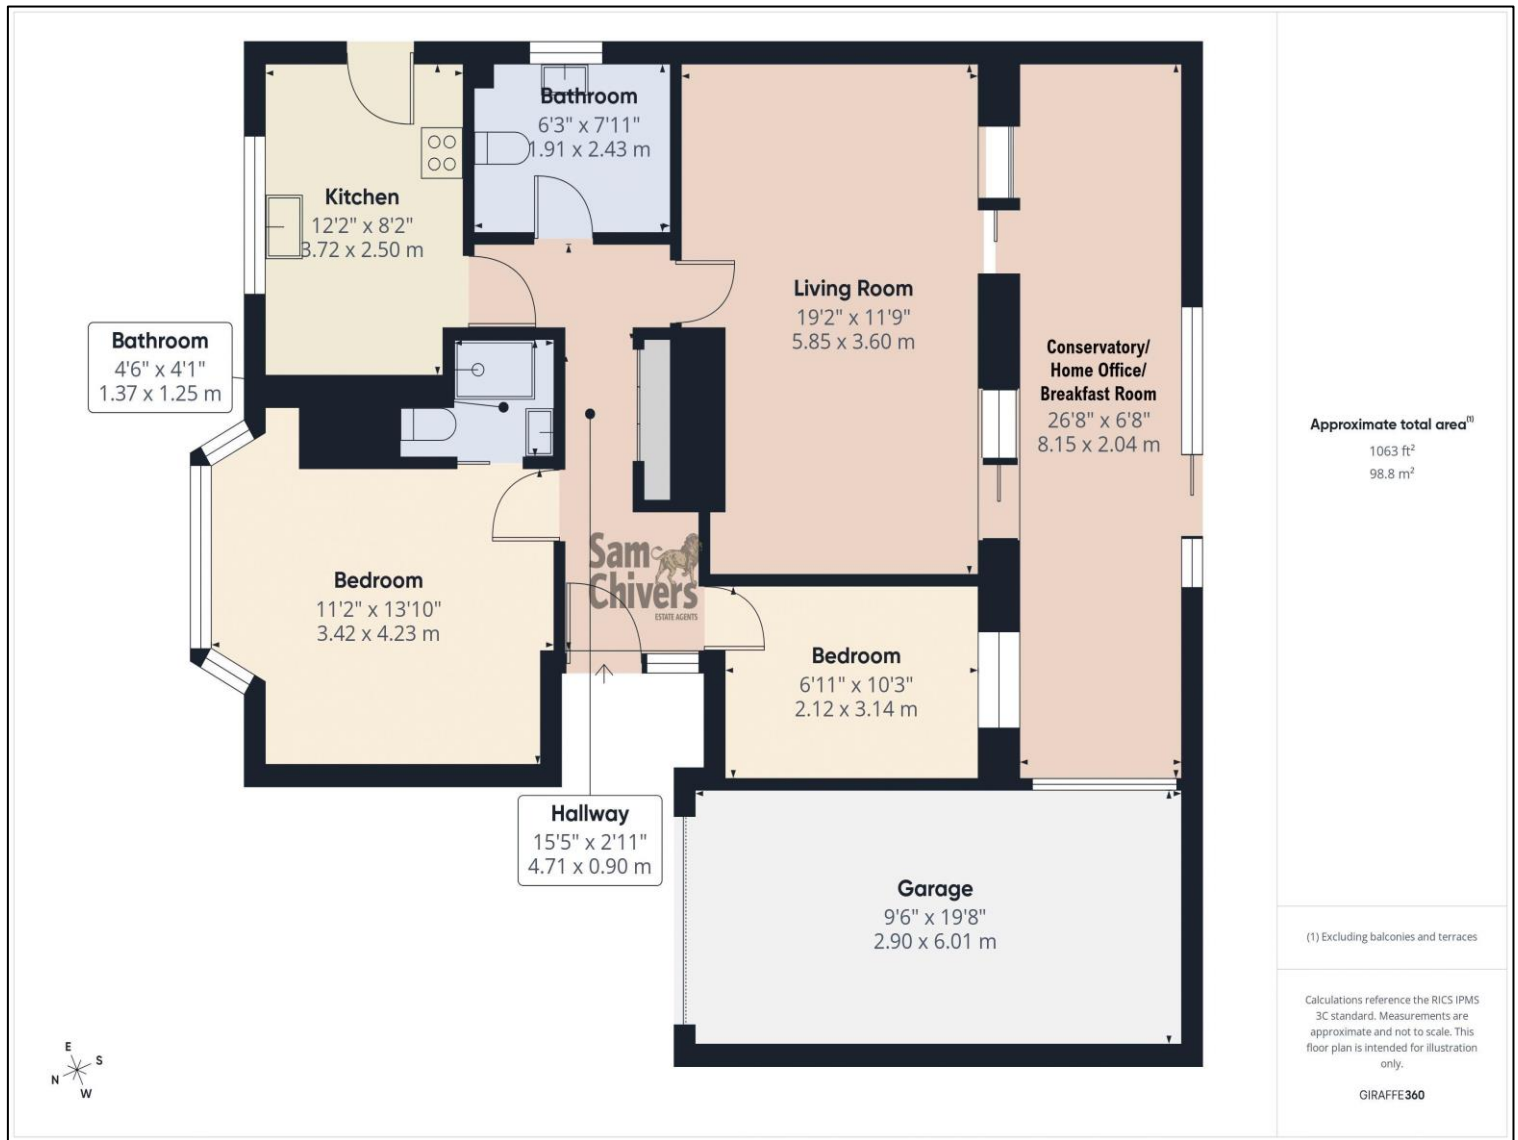 Bathroom
6'3" x 7'11"
1.91 x 2.43 m
Kitchen
12'2" x 8'2"
3.72 x 2.50 m
Living Room
19'2" x 11'9"
5.85 x 3.60 m
Bathroom
4'6" x 4'1"
1.37 x 1.25 m
Conservatory/
Home Office/
Breakfast Room
26'8" x 6'8"
8.15 x 2.04 m
Sam
Chivers
ESTATE AGENTS
Bedroom
11'2" x 13'10"
3.42 x 4.23 m
Bedroom
6'11" x 10'3"
2.12 x 3.14 m
Hallway
15'5" x 2'11"
4.71 x 0.90 m
Garage
9'6" x 19'8"
2.90 x 6.01 m
E
S
N
W
Approximate total area(1)
1063 ft²
98.8 m²
(1) Excluding balconies and terraces
Calculations reference the RICS IPMS
3C standard. Measurements are
approximate and not to scale. This
floor plan is intended for illustration
only.
GIRAFFE360